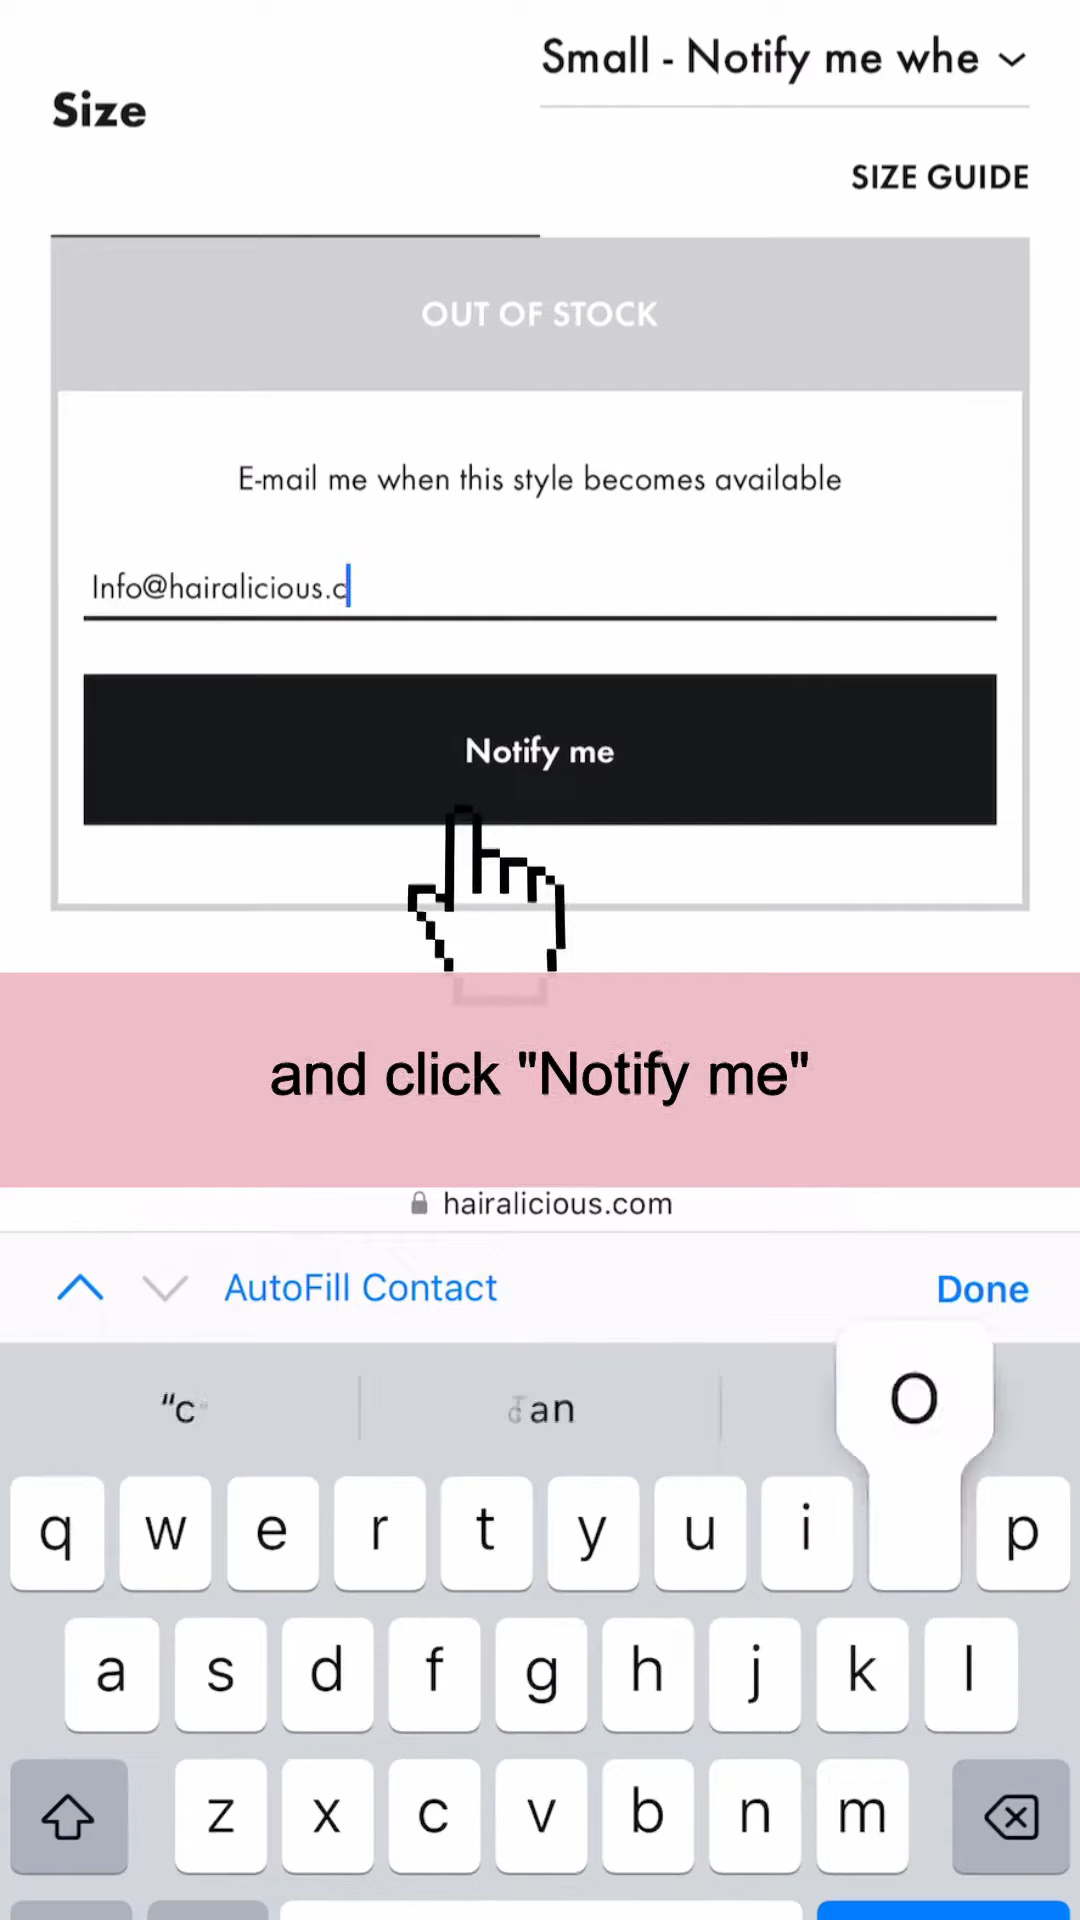 Small - Notify me whe
Size
SIZE GUIDE
OUT OF STOCK
E-mail me when this style becomes available
Info@hairalicious.c
Notify me
and click "Notify me"
hairalicious.com
AutoFill Contact
Done
"c
an
O
q w e r t y u i p
a s d f g h j k l
z x c v b n m